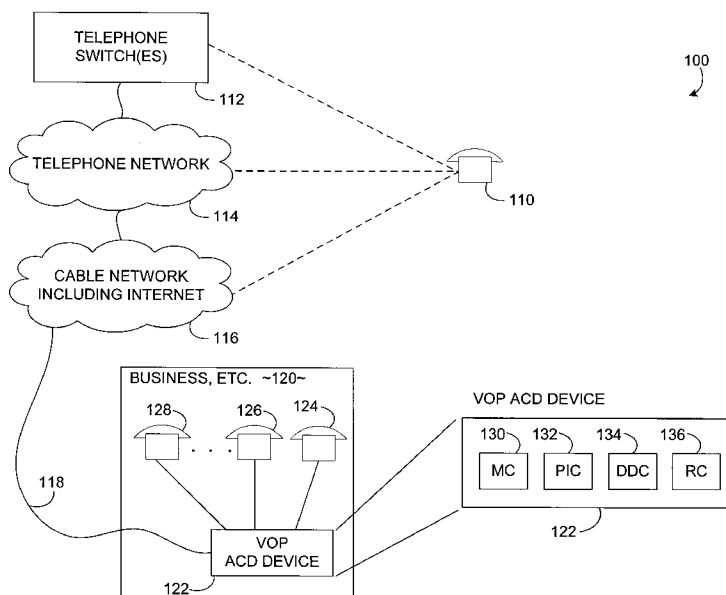 TELEPHONE
SWITCH(ES)
112
100
TELEPHONE NETWORK
114
110
CABLE NETWORK
INCLUDING INTERNET
116
BUSINESS, ETC. ~120~
128
126
124
. . . .
118
VOP
ACD DEVICE
122
VOP ACD DEVICE
130
132
134
136
MC
PIC
DDC
RC
122